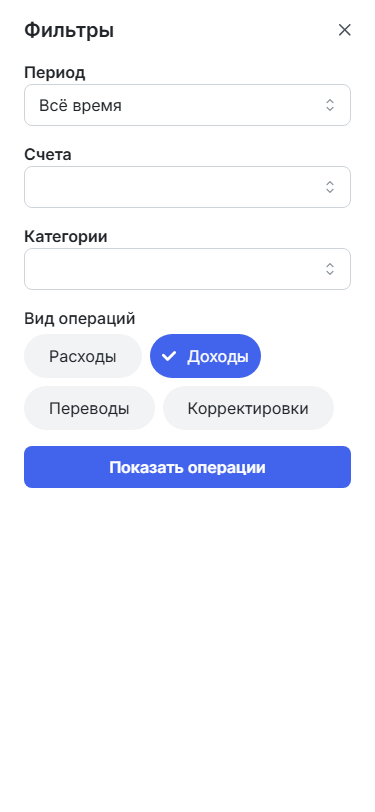 Фильтры
Период
Всё время
Счета
Категории
Вид операций
Расходы
Доходы
Переводы
Корректировки
Показать операции